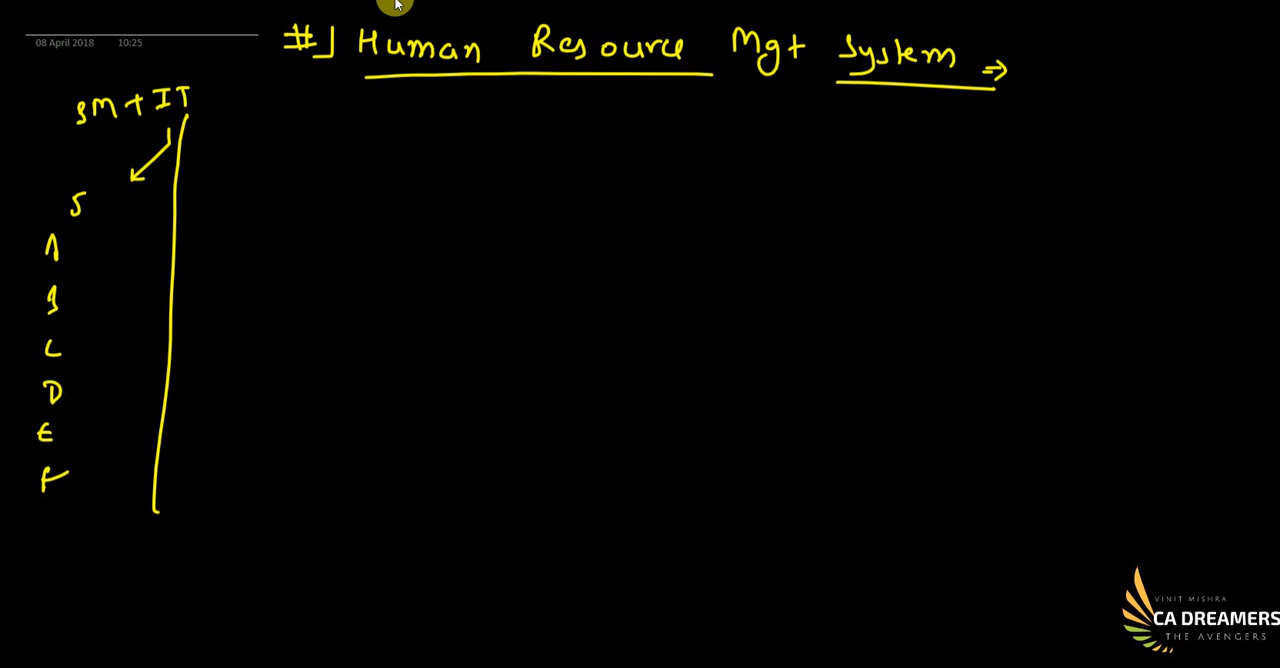 08 April 2018 10:25
#] Human Resource Mgt System ⇒
SM + IT
S
A
B
C
D
E
F
VINIT MISHRA
CA DREAMERS
THE AVENGERS